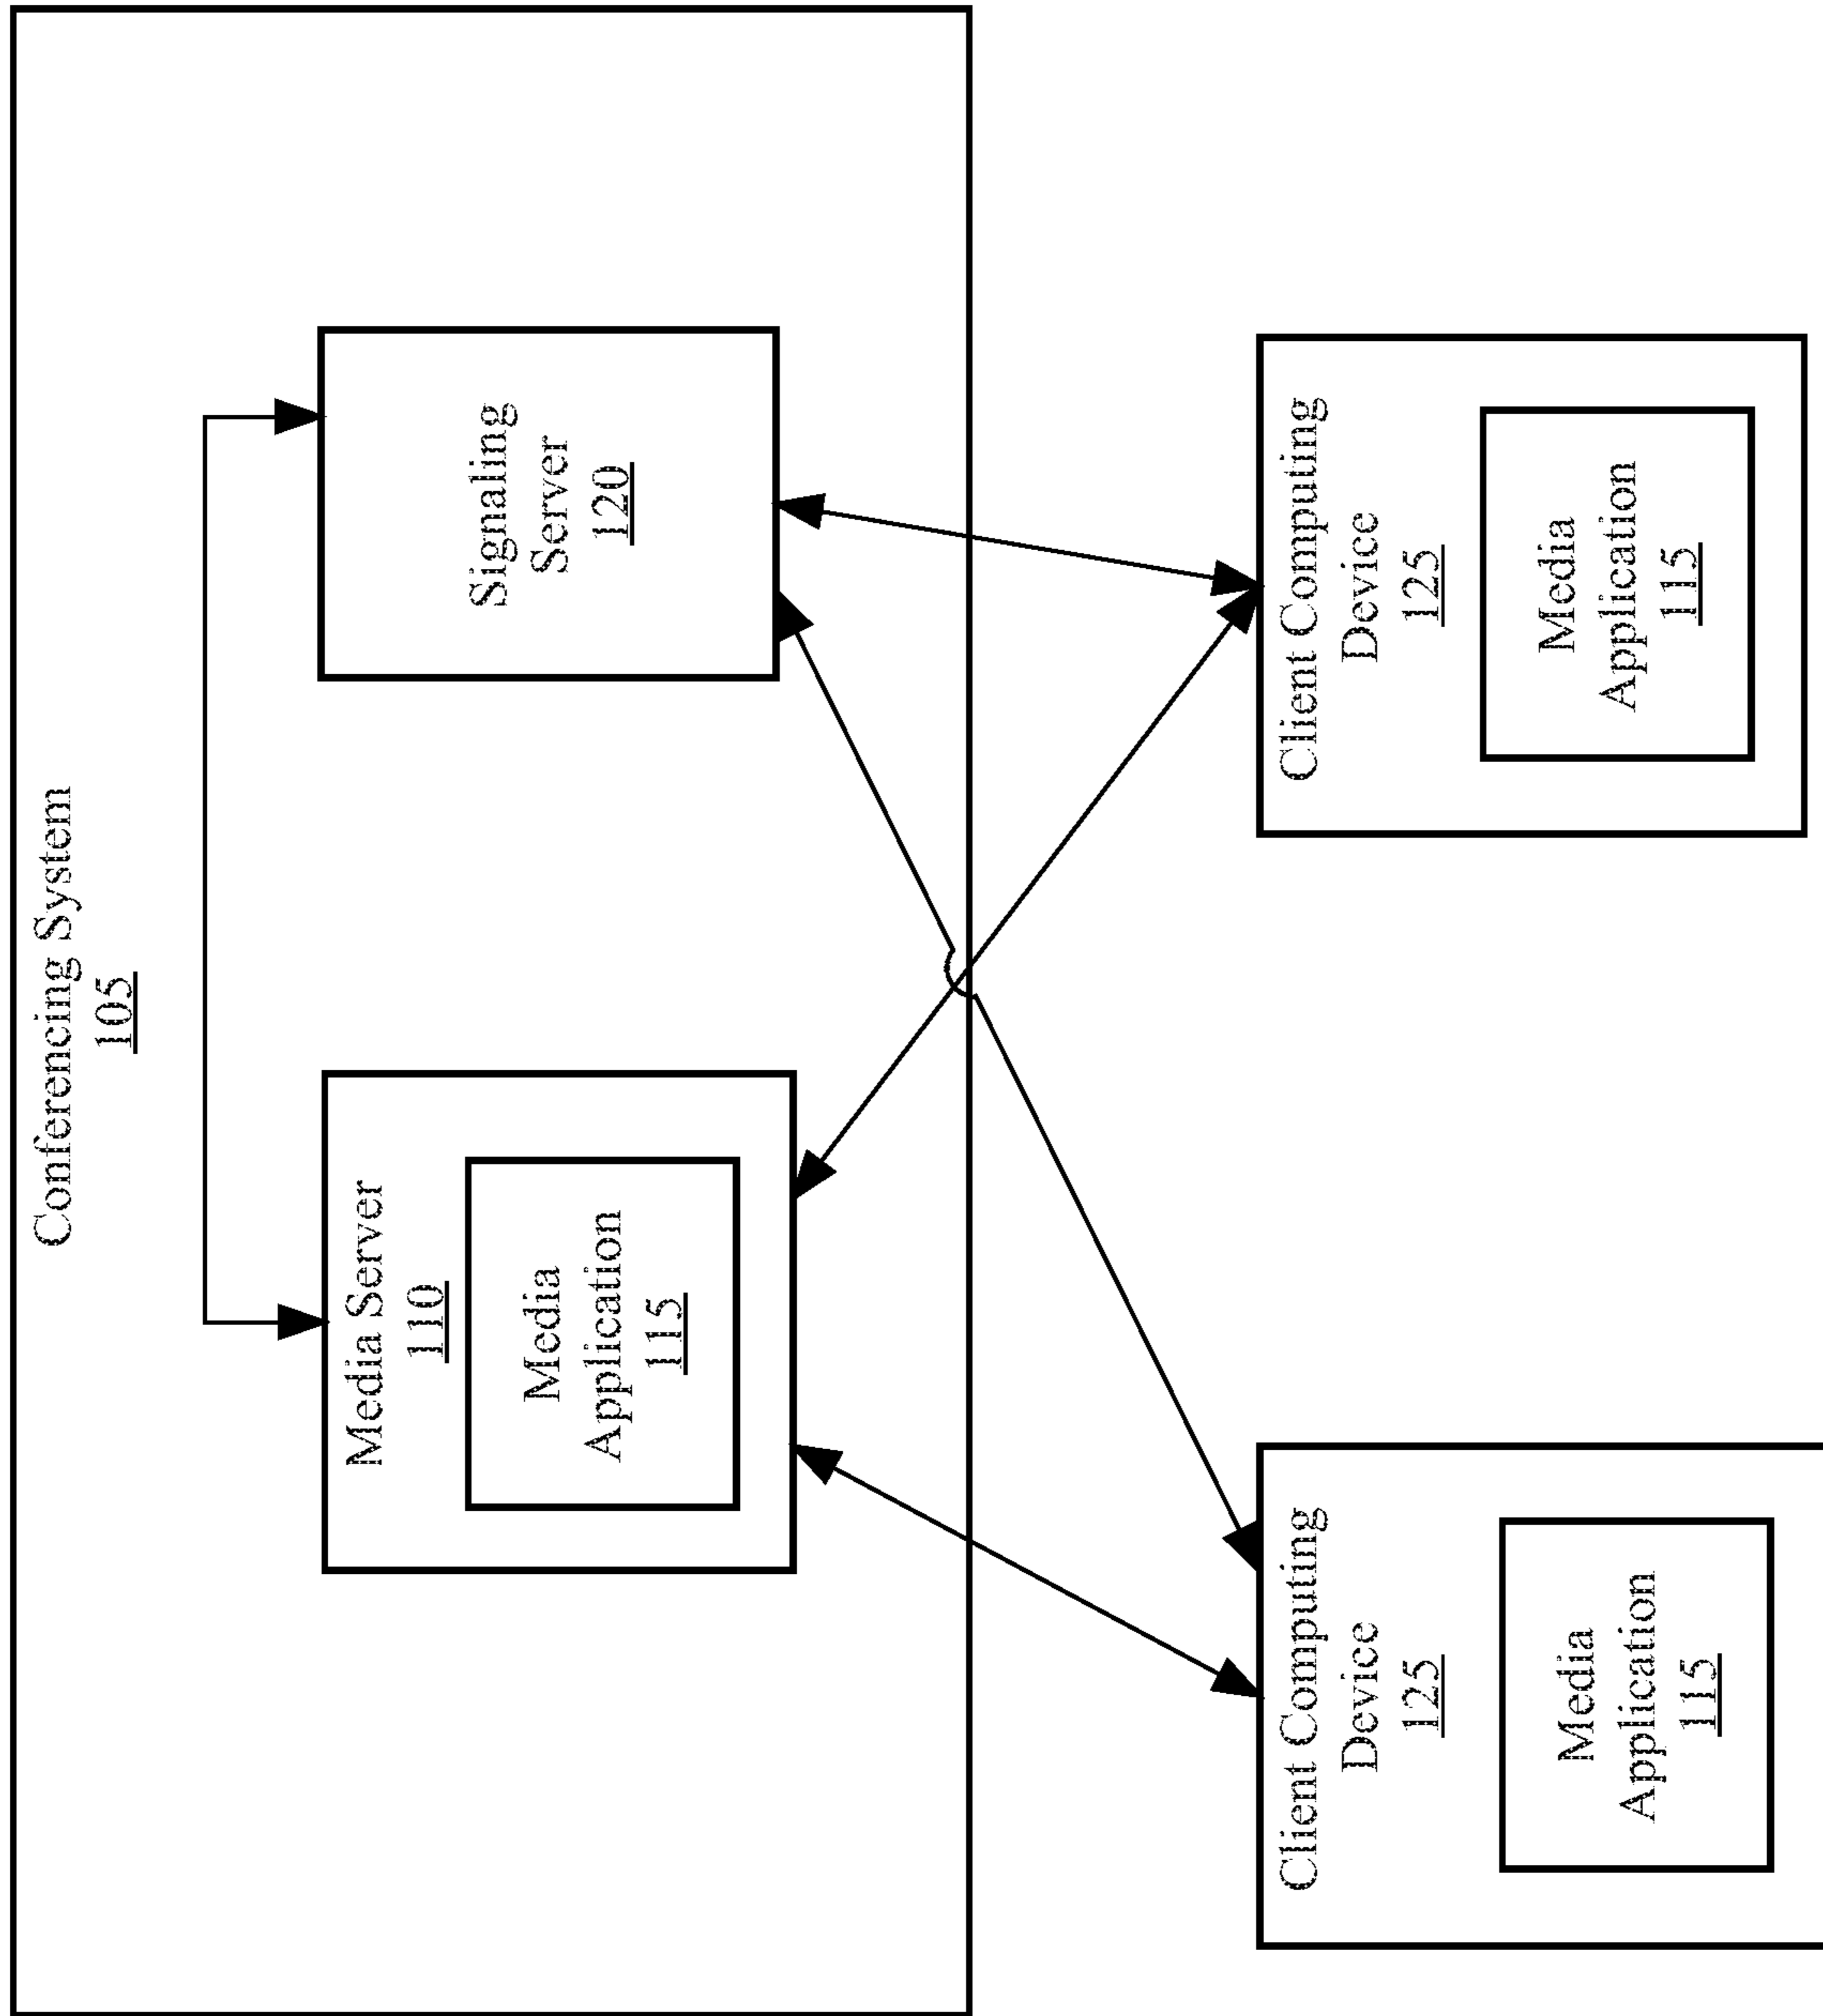 Conferencing System
105
Media Server
110
Media
Application
115
Signaling
Server
120
Client Computing
Device
125
Media
Application
115
Client Computing
Device
125
Media
Application
115